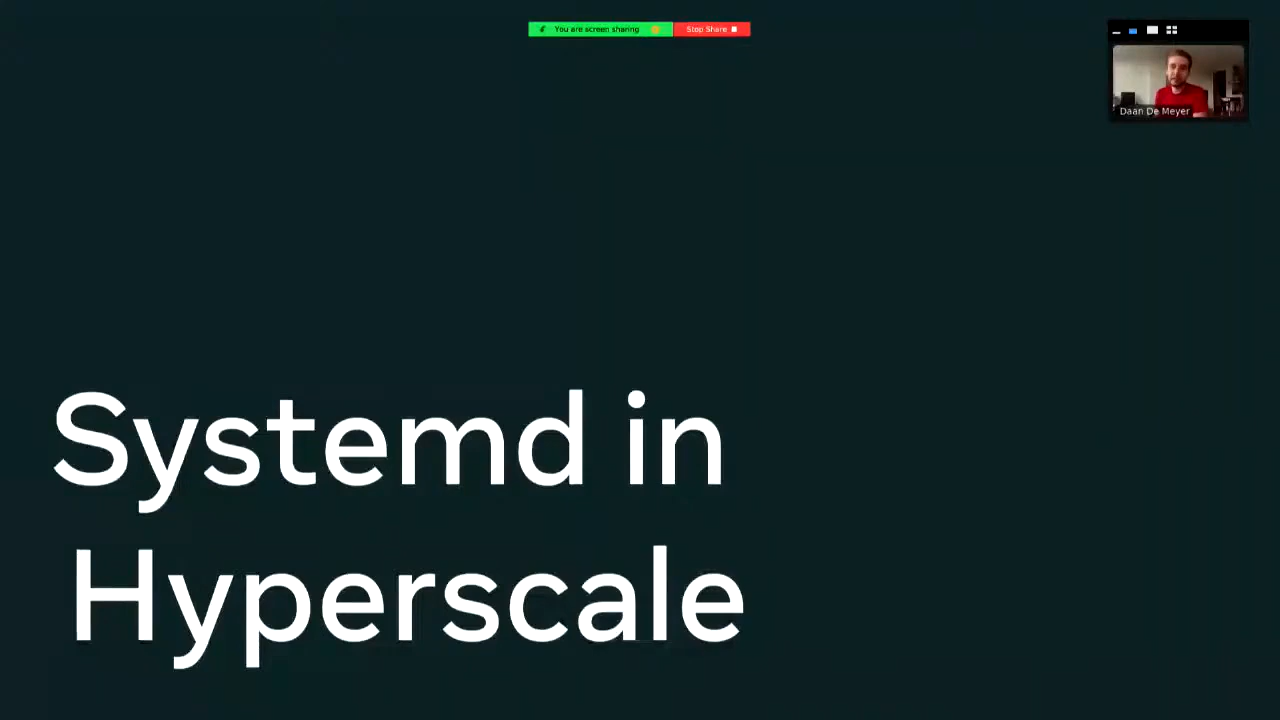 You are screen sharing
Stop Share
Daan De Meyer
Systemd in
Hyperscale